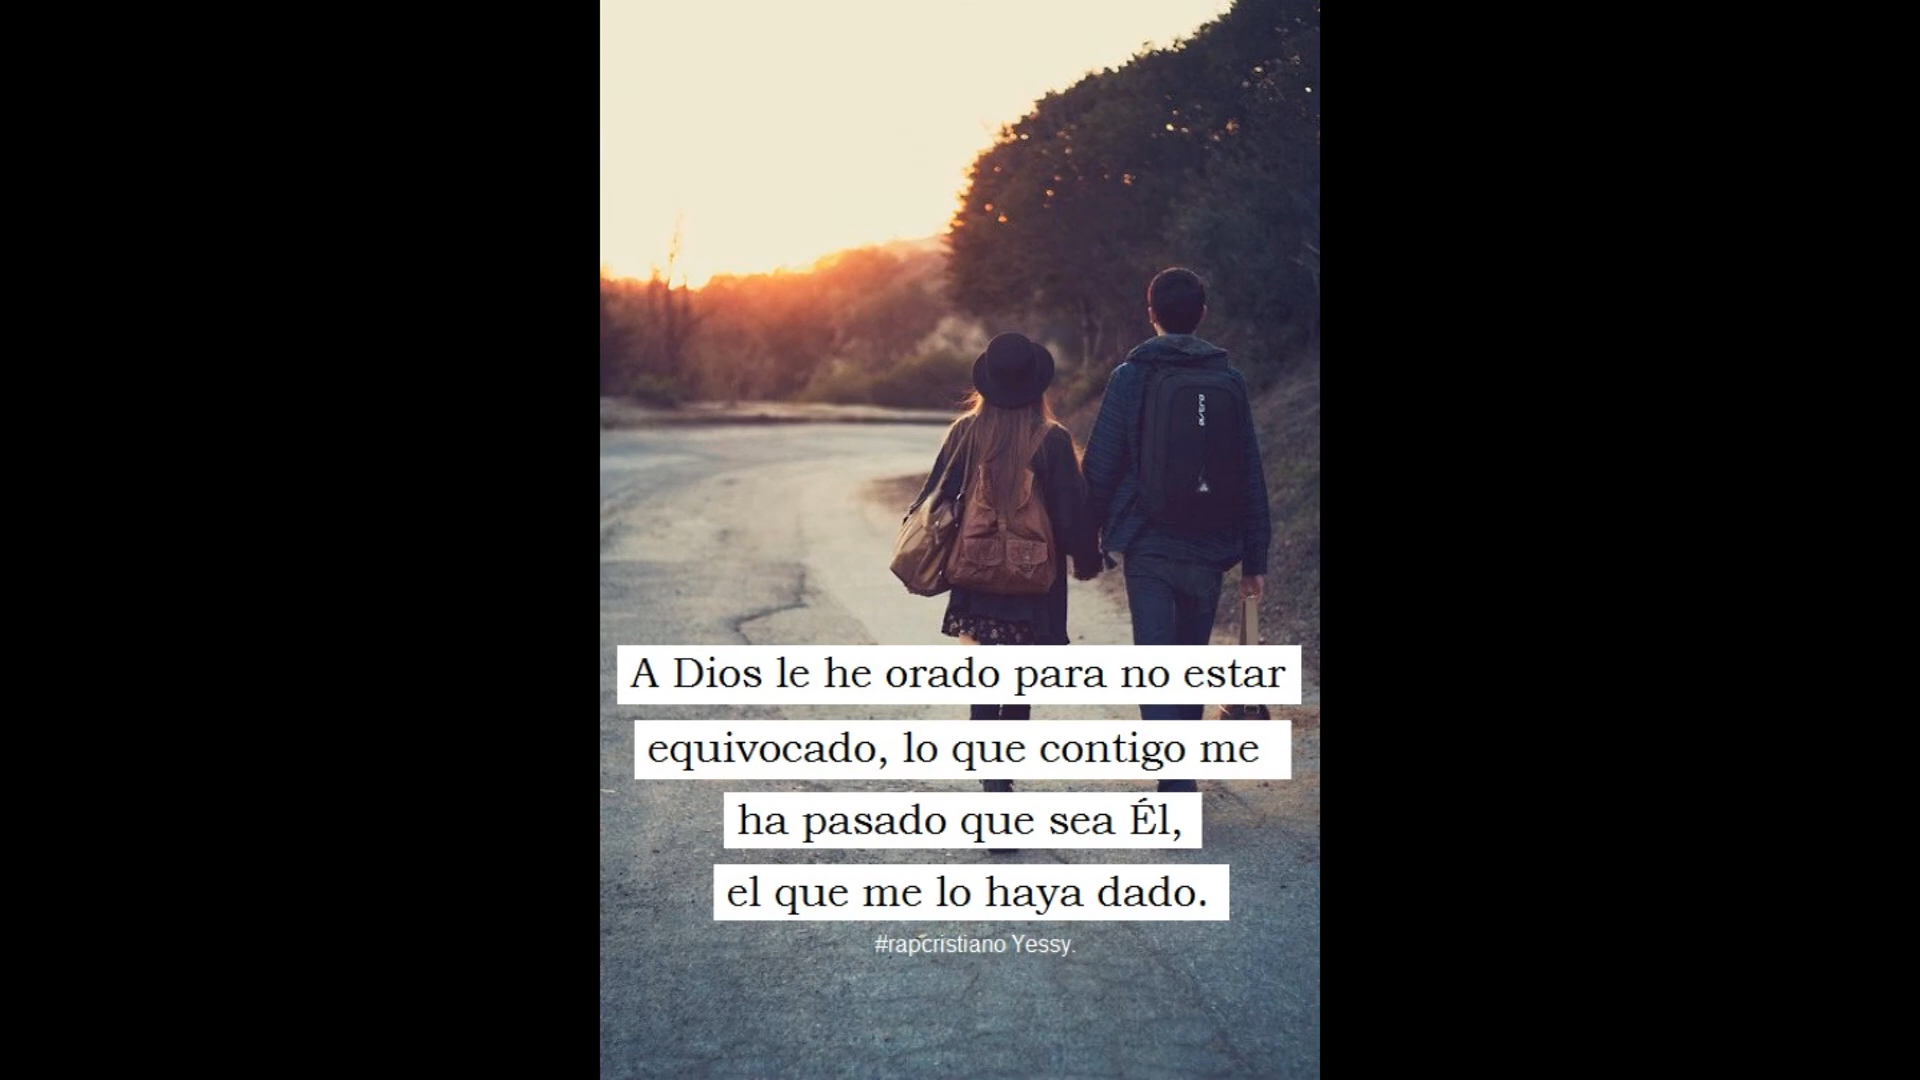 astro
A Dios le he orado para no estar
equivocado, lo que contigo me
ha pasado que sea Él,
el que me lo haya dado.
#rapcristiano Yessy.